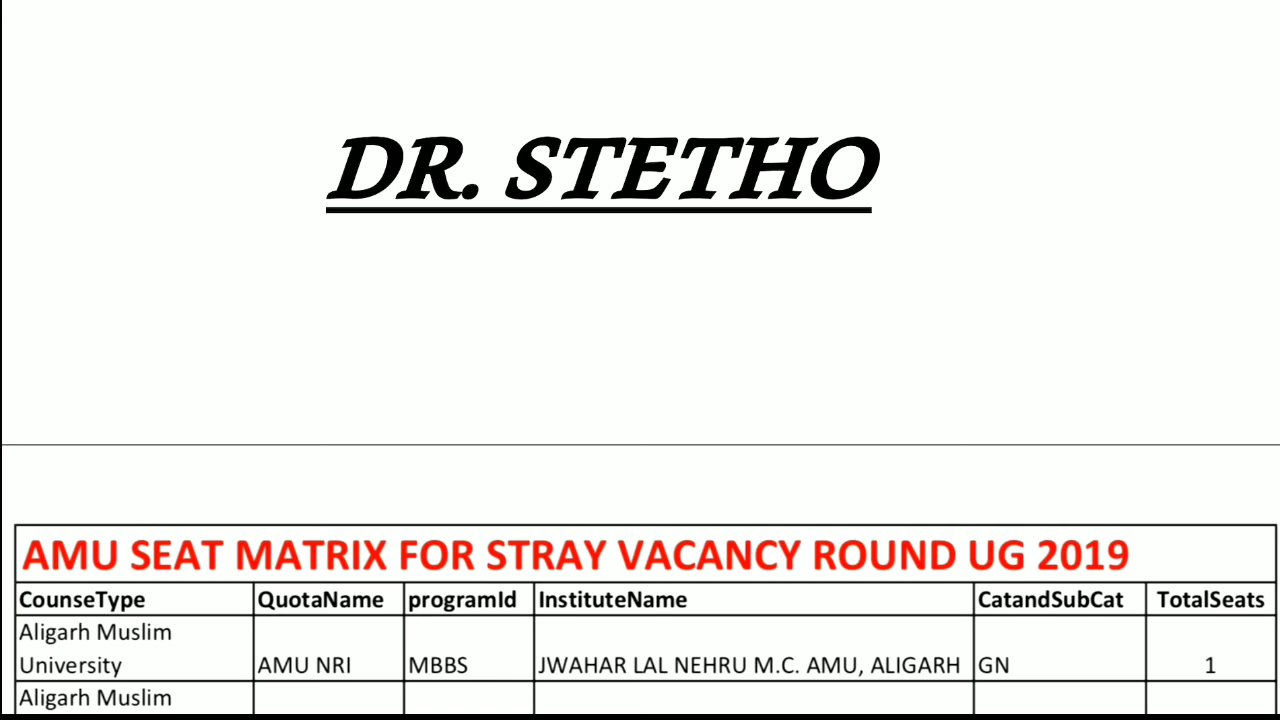 DR. STETHO
AMU SEAT MATRIX FOR STRAY VACANCY ROUND UG 2019
CounseType QuotaName programId InstituteName CatandSubCat TotalSeats
Aligarh Muslim
University AMU NRI MBBS JWAHAR LAL NEHRU M.C. AMU, ALIGARH GN 1
Aligarh Muslim